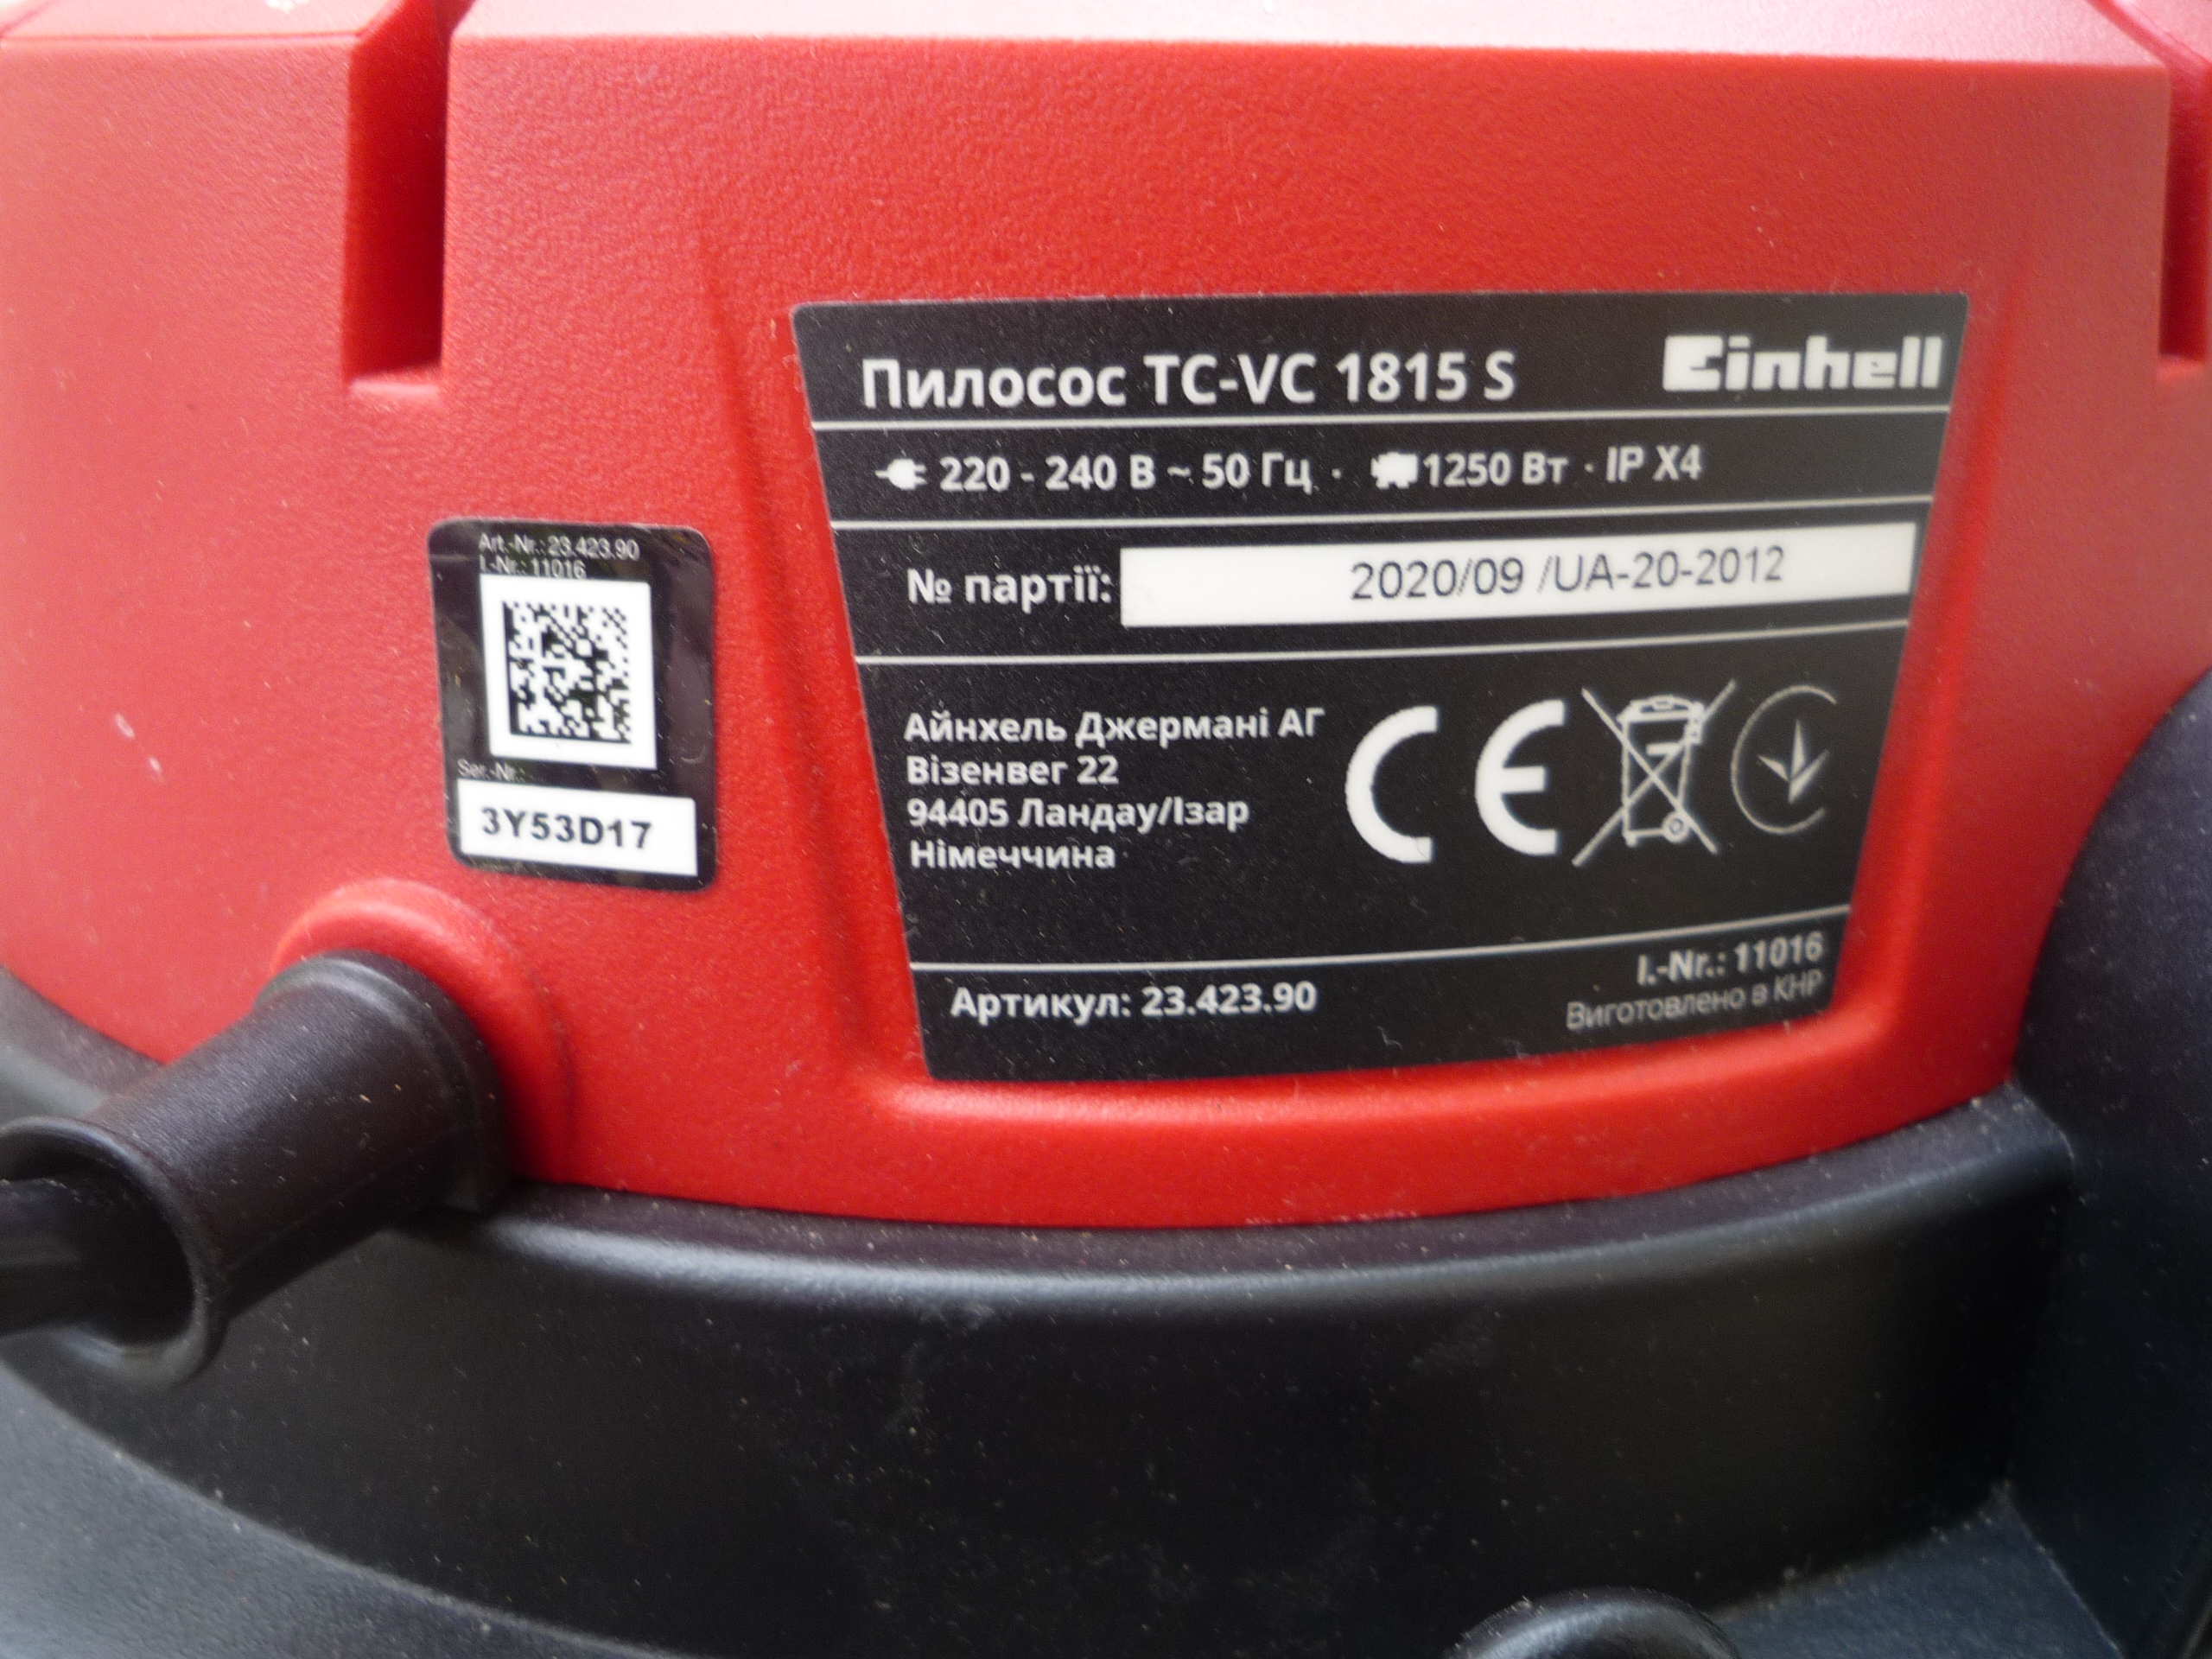 Пилосос TC-VC 1815 S
Einhell
220 - 240 В ~ 50 Гц · 1250 Вт · IP X4
№ партії: 2020/09 /UA-20-2012
Айнхель Джермані АГ
Візенвег 22
94405 Ландау/Ізар
Німеччина
CE
I.-Nr.: 11016
Артикул: 23.423.90
Виготовлено в КНР
Art.-Nr.: 23.423.90
I.-Nr.: 11016
Ser.-Nr.:
3Y53D17